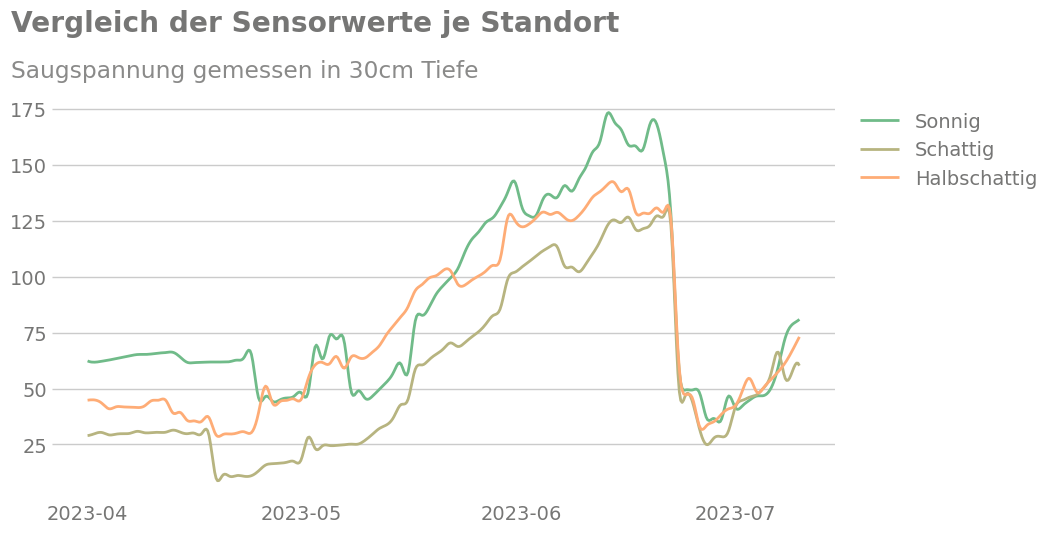 Vergleich der Sensorwerte je Standort
Saugspannung gemessen in 30cm Tiefe
175
150
125
100
75
50
25
2023-04 2023-05 2023-06 2023-07
Sonnig
Schattig
Halbschattig